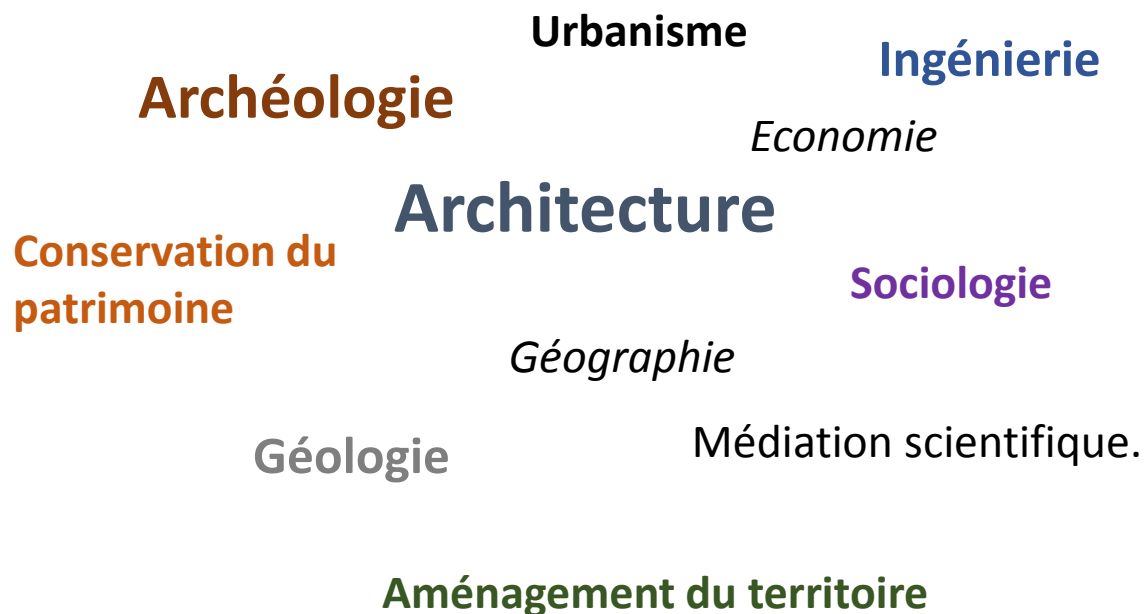 Urbanisme
Ingénierie
Archéologie
Economie
Architecture
Conservation du
patrimoine
Sociologie
Géographie
Médiation scientifique.
Géologie
Aménagement du territoire